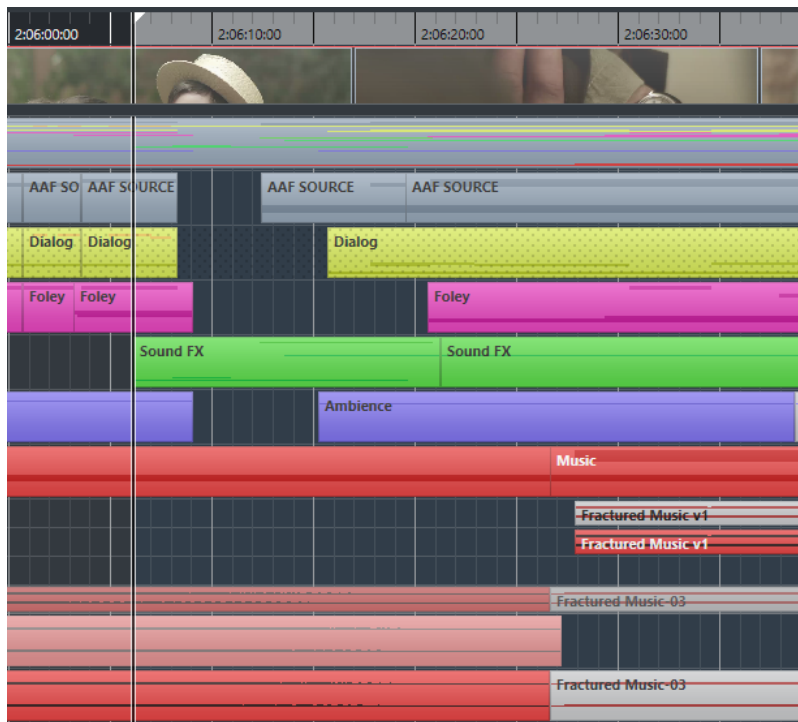 2:06:00:00 2:06:10:00 2:06:20:00 2:06:30:00
AAF SO AAF SOURCE AAF SOURCE AAF SOURCE
Dialog Dialog Dialog
Foley Foley Foley
Sound FX Sound FX
Ambience
Music
Fractured Music v1
Fractured Music v1
Fractured Music-03
Fractured Music-03